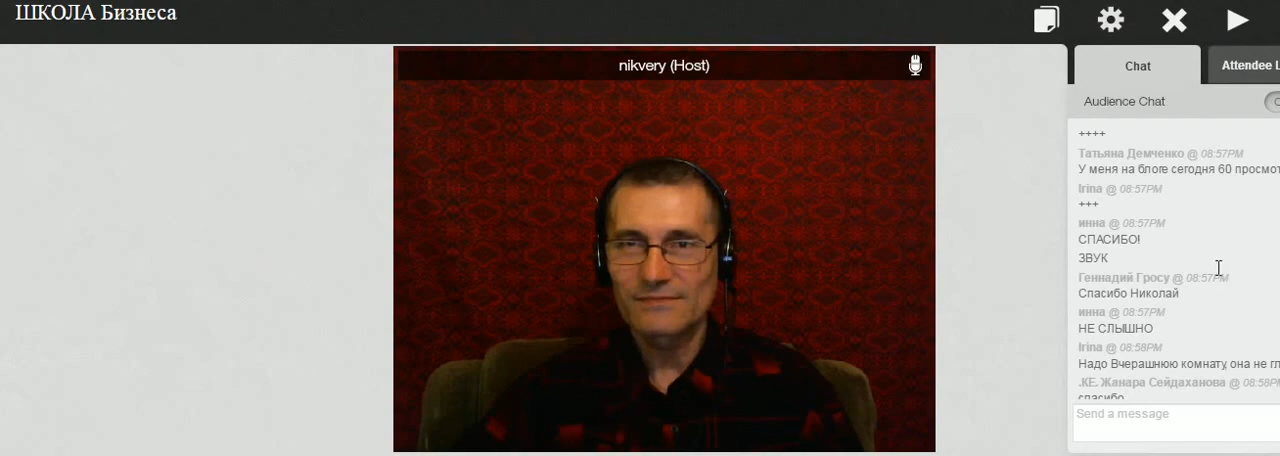 ШКОЛА Бизнеса
nikvery (Host)
Chat
Attendee
Audience Chat
++++
Татьяна Демченко @ 08:57PM
У меня на блоге сегодня 60
Irina @ 08:57PM
+++
инна @ 08:57PM
СПАСИБО!
ЗВУК
Геннадий Гросу @ 08:57PM
Спасибо Николай
инна @ 08:57PM
НЕ СЛЫШНО
Irina @ 08:58PM
Надо Вчерашнюю комнату, она не
.КЕ. Жанара Сейдаханова @ 08:58PM
спасибо
Send a message